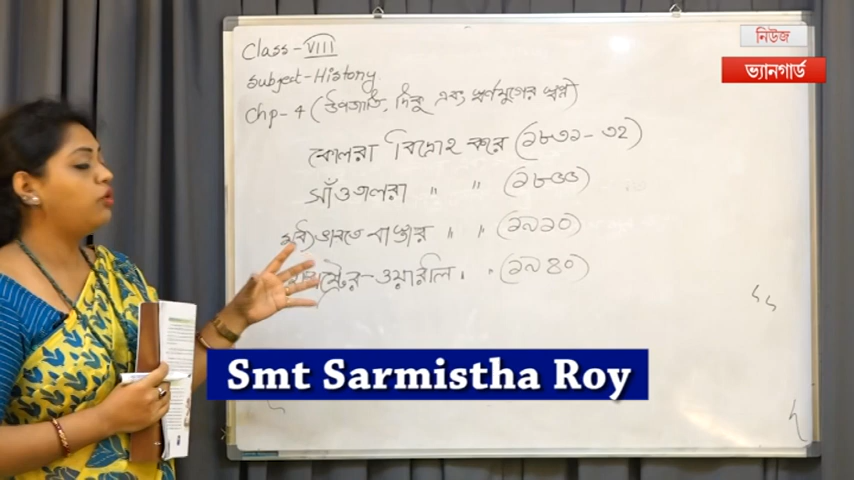 Class-VIII
নিউজ
ভ্যানগার্ড
Subject-History
Chp-4 (উপজাতি, দিকু এবং স্বর্ণযুগের স্বপ্ন)
কোলরা বিদ্রোহ করে (১৮৩১-৩২)
সাঁওতালরা " " (১৮৫৫)
মধ্যভারতে বাস্তার " " (১৯১০)
ওয়ারলি " " (১৯৪০)
Smt Sarmistha Roy